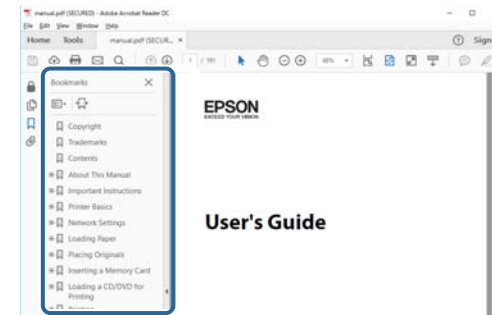 manual.pdf (SECURED) - Adobe Acrobat Reader DC
File Edit View Window Help
Home Tools manual.pdf (SECUR... ×
Sign
Bookmarks
EPSON
EXCEED YOUR VISION
Copyright
Trademarks
Contents
About This Manual
Important Instructions
Printer Basics
User's Guide
Network Settings
Loading Paper
Placing Originals
Inserting a Memory Card
Loading a CD/DVD for
Printing